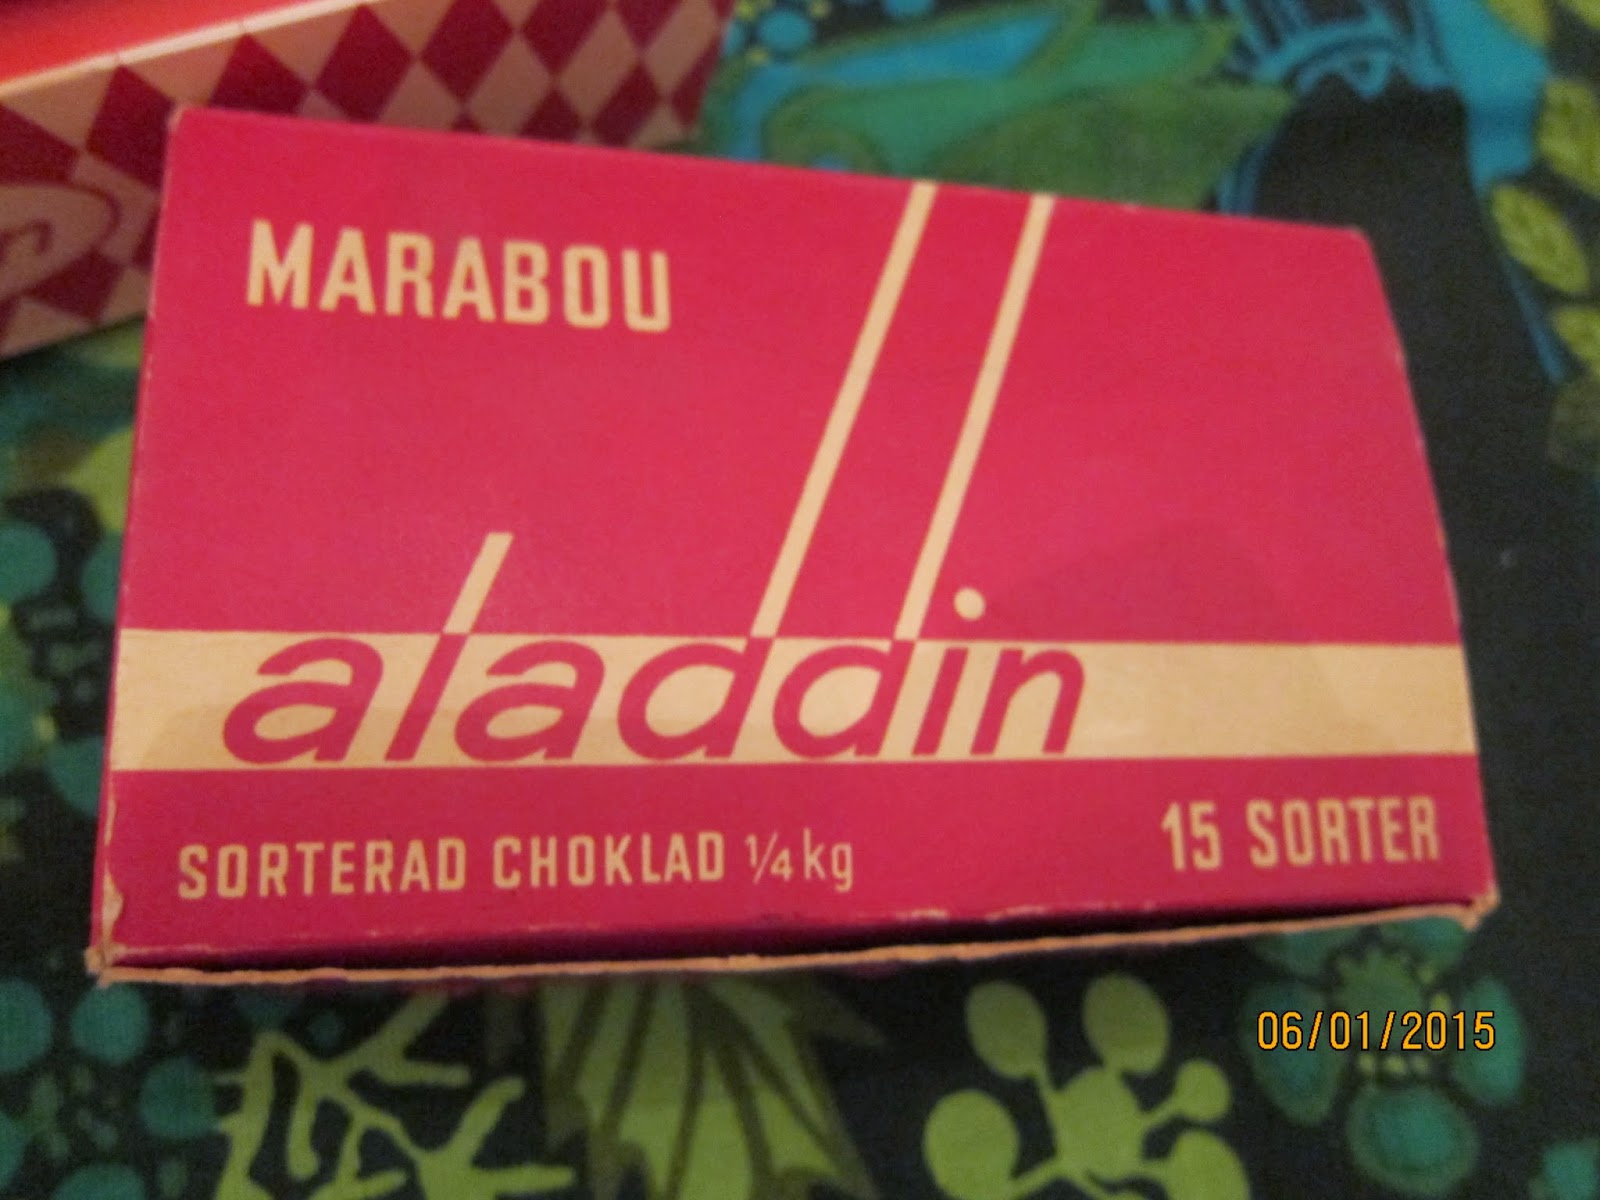 MARABOU
aladdin
SORTERAD CHOKLAD 1/4 kg
15 SORTER
06/01/2015